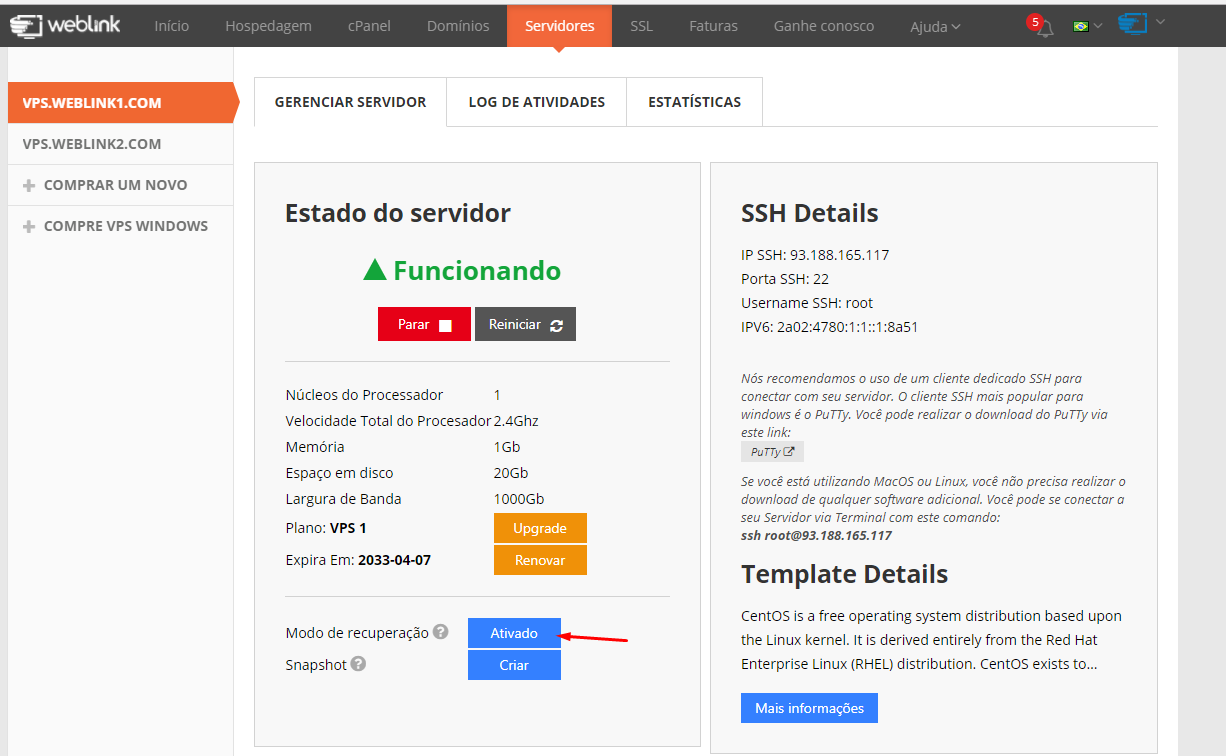 weblink
Início
Hospedagem
cPanel
Domínios
Servidores
SSL
Faturas
Ganhe conosco
Ajuda
5
VPS.WEBLINK1.COM
VPS.WEBLINK2.COM
COMPRAR UM NOVO
COMPRE VPS WINDOWS
GERENCIAR SERVIDOR
LOG DE ATIVIDADES
ESTATÍSTICAS
Estado do servidor
Funcionando
Parar
Reiniciar
Núcleos do Processador 1
Velocidade Total do Procesador 2.4Ghz
Memória 1Gb
Espaço em disco 20Gb
Largura de Banda 1000Gb
Plano: VPS 1 Upgrade
Expira Em: 2033-04-07 Renovar
Modo de recuperação ? Ativado
Snapshot ? Criar
SSH Details
IP SSH: 93.188.165.117
Porta SSH: 22
Username SSH: root
IPV6: 2a02:4780:1:1::1:8a51
Nós recomendamos o uso de um cliente dedicado SSH para
conectar com seu servidor. O cliente SSH mais popular para
windows é o PuTTy. Você pode realizar o download do PuTTy via
este link:
PuTTy
Se você está utilizando MacOS ou Linux, você não precisa realizar o
download de qualquer software adicional. Você pode se conectar a
seu Servidor via Terminal com este comando:
ssh root@93.188.165.117
Template Details
CentOS is a free operating system distribution based upon
the Linux kernel. It is derived entirely from the Red Hat
Enterprise Linux (RHEL) distribution. CentOS exists to...
Mais informações